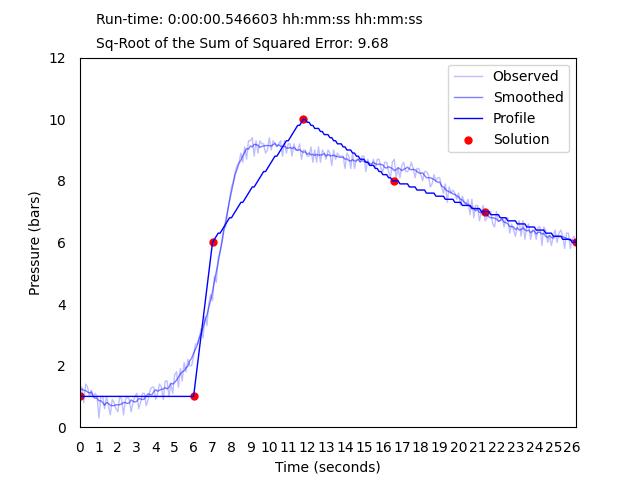 Run-time: 0:00:00.546603 hh:mm:ss hh:mm:ss
Sq-Root of the Sum of Squared Error: 9.68
12
10
8
6
4
2
0
Pressure (bars)
Observed
Smoothed
Profile
Solution
0 1 2 3 4 5 6 7 8 9 10 11 12 13 14 15 16 17 18 19 20 21 22 23 24 25 26
Time (seconds)